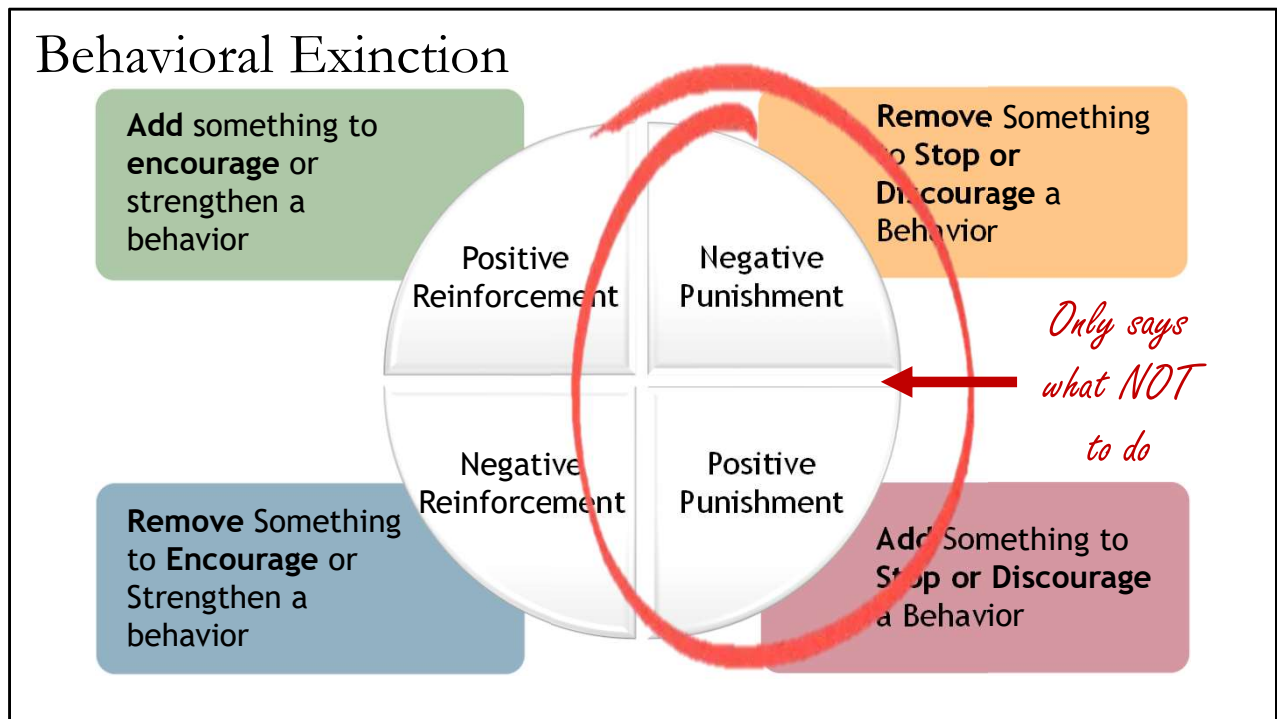 Behavioral Exinction
Add something to
encourage or
strengthen a
behavior
Remove Something
to Stop or
Discourage a
Behavior
Positive
Reinforcement
Negative
Punishment
Only says
what NOT
to do
Negative
Reinforcement
Positive
Punishment
Remove Something
to Encourage or
Strengthen a
behavior
Add Something to
Stop or Discourage
a Behavior